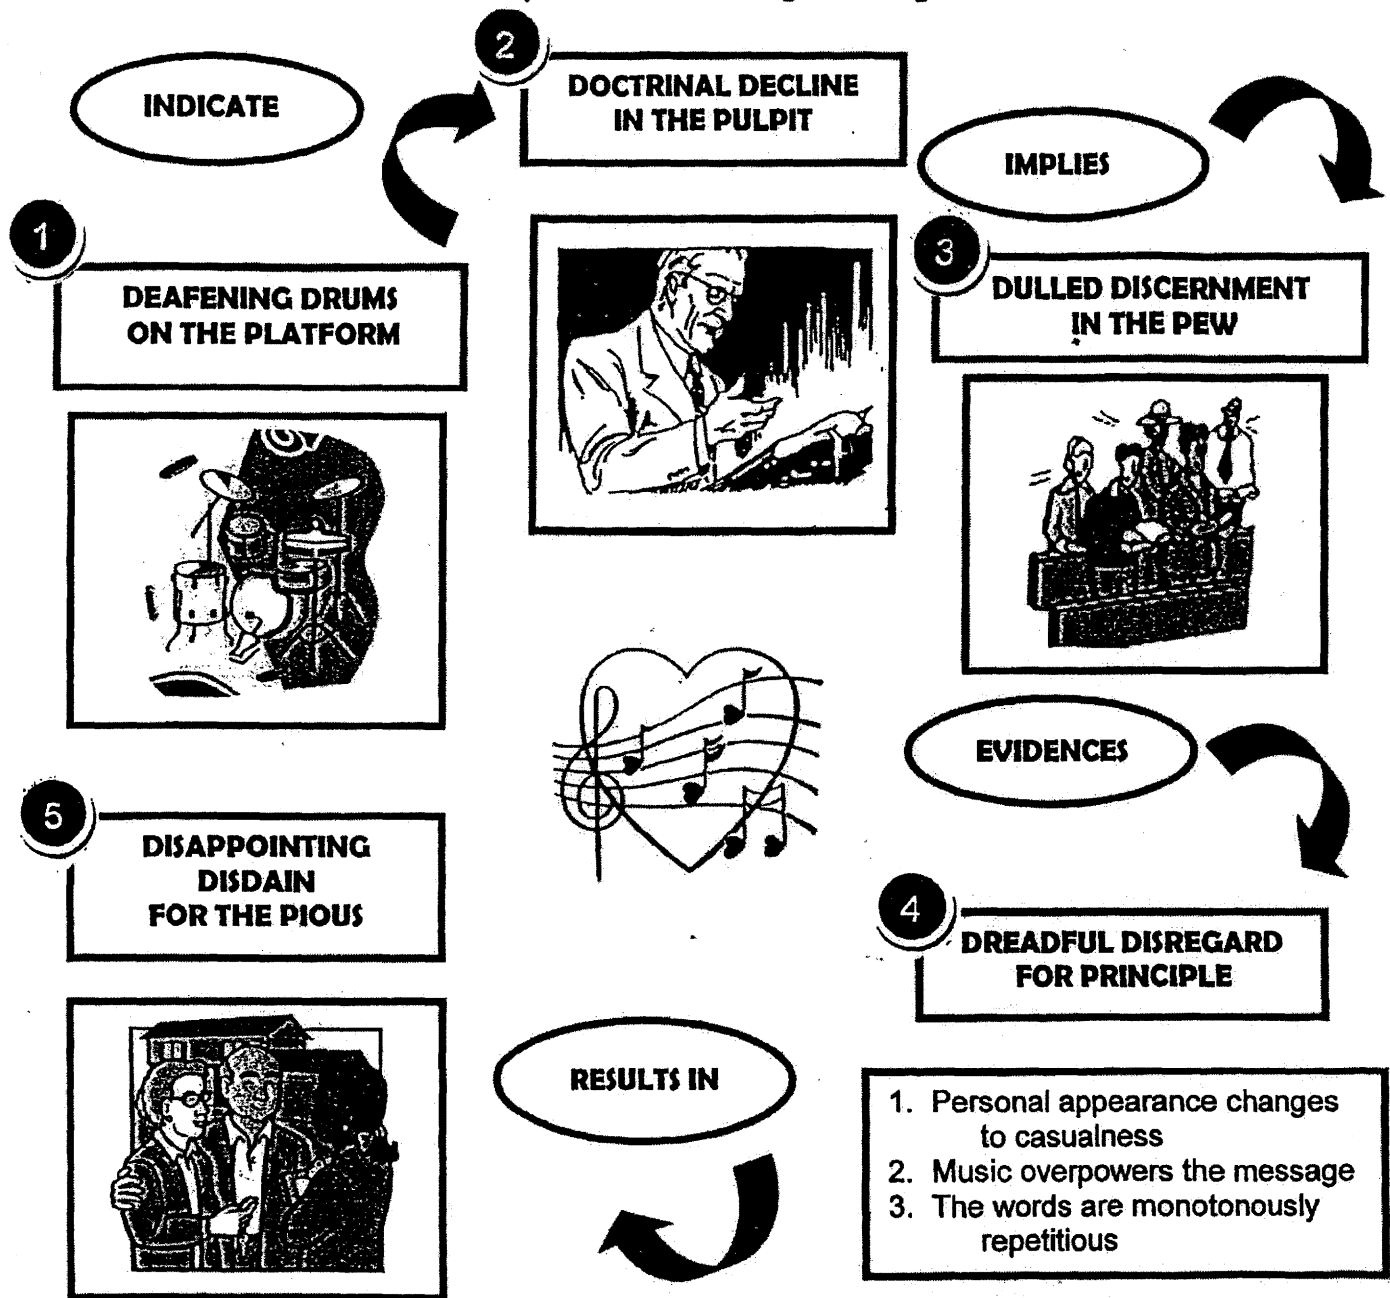 1
DEAFENING DRUMS
ON THE PLATFORM
INDICATE
2
DOCTRINAL DECLINE
IN THE PULPIT
IMPLIES
3
DULLED DISCERNMENT
IN THE PEW
EVIDENCES
4
DREADFUL DISREGARD
FOR PRINCIPLE
1. Personal appearance changes
to casualness
2. Music overpowers the message
3. The words are monotonously
repetitious
RESULTS IN
5
DISAPPOINTING
DISDAIN
FOR THE PIOUS